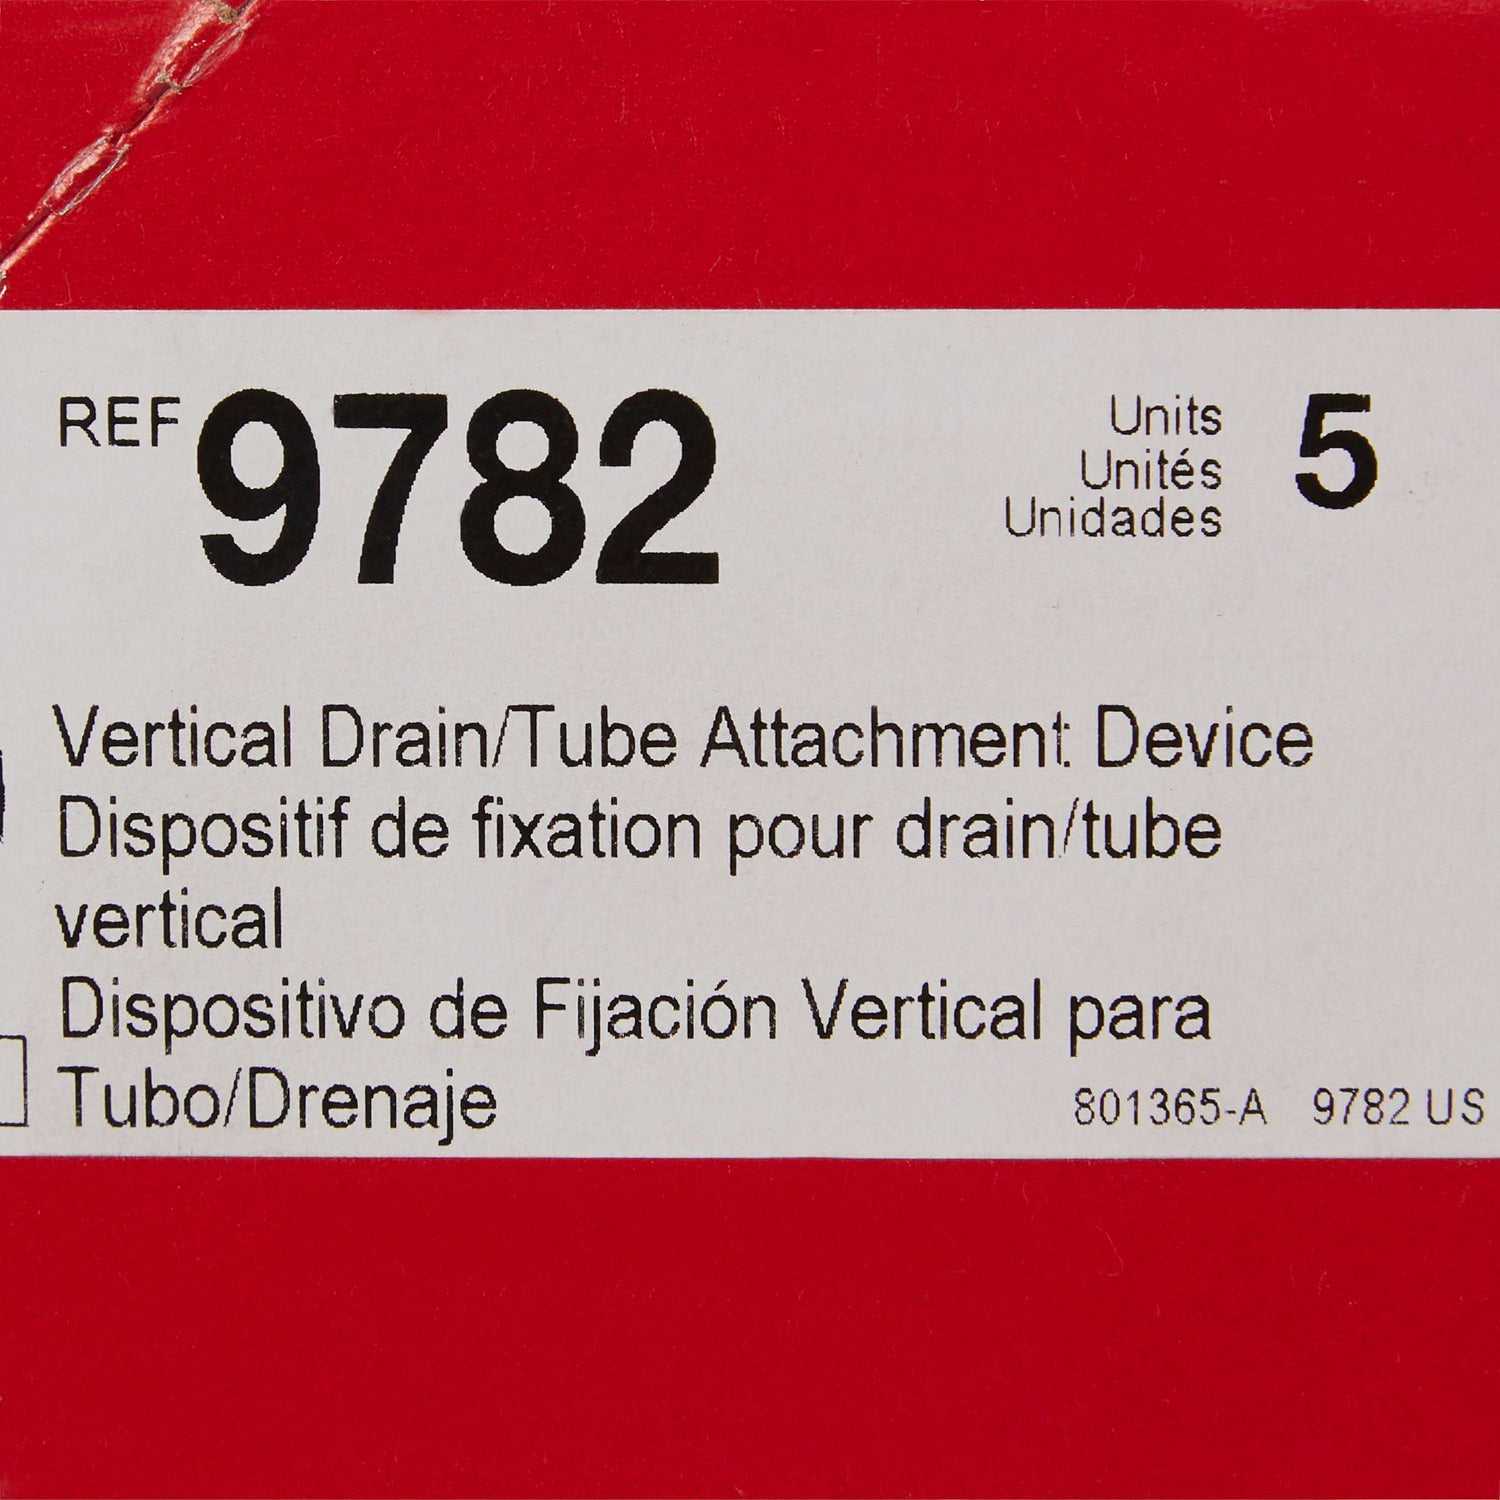 REF 9782
Units 5
Unités
Unidades
Vertical Drain/Tube Attachment Device
Dispositif de fixation pour drain/tube
vertical
Dispositivo de Fijación Vertical para
Tubo/Drenaje
801365-A 9782 US